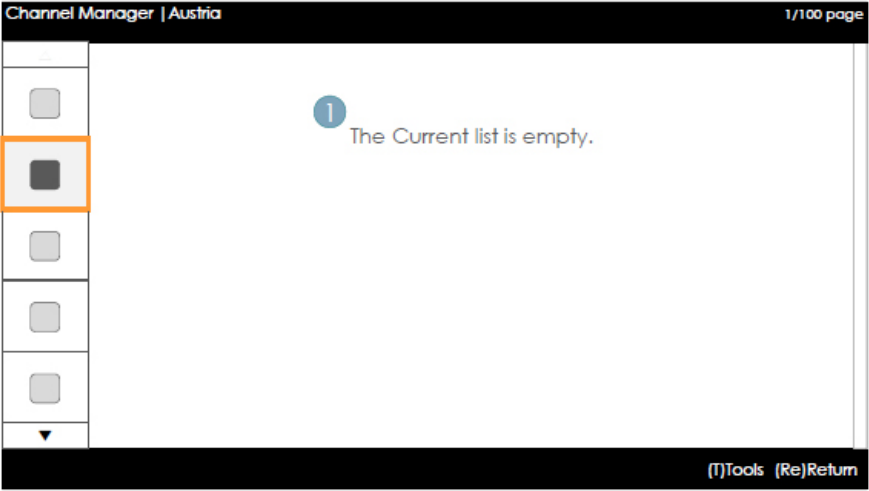 Channel Manager | Austria
1/100 page
1
The Current list is empty.
(T)Tools (Re)Return